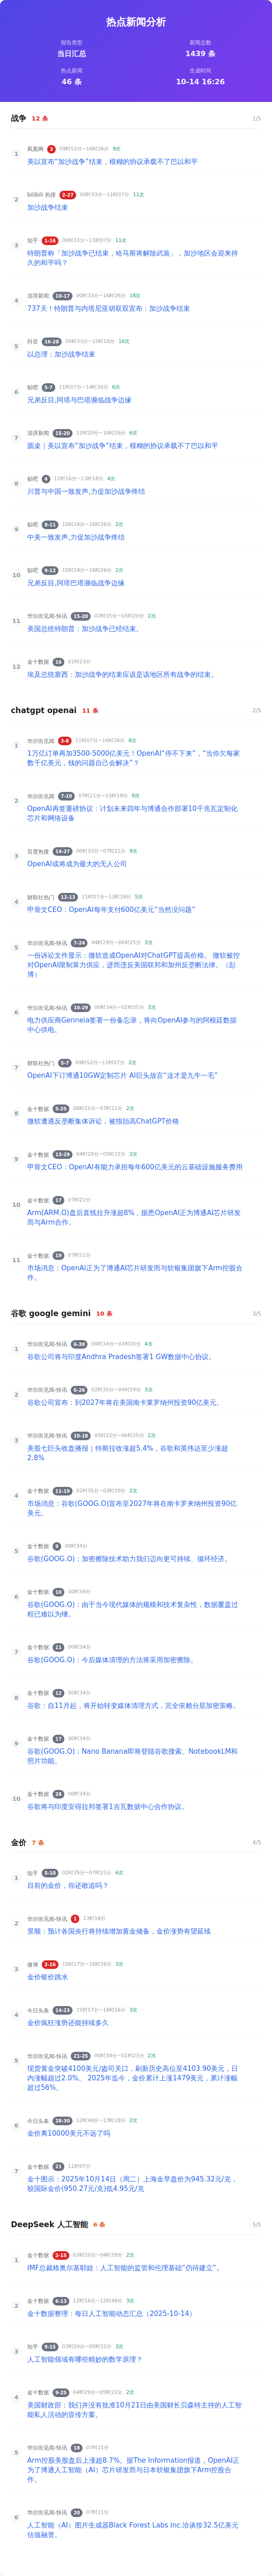 热点新闻分析
报告类型
新闻总数
当日汇总
1439 条
热点新闻
生成时间
46 条
10-14 16:26
战争 12 条 1/5
1 凤凰网 3 09时52分~16时26分 9次
美以宣布“加沙战争”结束，模糊的协议承载不了巴以和平
2 bilibili 热搜 2-27 00时33分~11时07分 11次
加沙战争结束
3 知乎 1-16 00时33分~11时07分 11次
特朗普称「加沙战争已结束，哈马斯将解除武装」，加沙地区会迎来持
久的和平吗？
4 澎湃新闻 10-17 00时33分~16时26分 18次
737天！特朗普与内塔尼亚胡双双宣布：加沙战争结束
5 抖音 16-28 00时33分~15时18分 16次
以总理：加沙战争结束
6 贴吧 5-7 11时07分~14时26分 6次
兄弟反目,阿塔与巴塔濒临战争边缘
7 澎湃新闻 15-20 12时20分~16时26分 6次
圆桌｜美以宣布“加沙战争”结束，模糊的协议承载不了巴以和平
8 贴吧 4 12时16分~13时18分 4次
川普与中国一致发声,力促加沙战争终结
9 贴吧 8-11 15时18分~16时26分 2次
中美一致发声,力促加沙战争终结
10 贴吧 9-12 15时18分~16时26分 2次
兄弟反目,阿塔巴塔濒临战争边缘
11 华尔街见闻-快讯 15-20 02时35分~03时20分 2次
美国总统特朗普：加沙战争已经结束。
12 金十数据 16 01时23分
埃及总统塞西：加沙战争的结束应该是该地区所有战争的结束。
chatgpt openai 11 条 2/5
1 华尔街见闻 3-8 11时07分~16时26分 8次
1万亿订单再加3500-5000亿美元！OpenAI“停不下来”，“当你欠每家
数千亿美元，钱的问题自己会解决”？
2 华尔街见闻 7-10 07时21分~15时18分 9次
OpenAI再签重磅协议：计划未来四年与博通合作部署10千兆瓦定制化
芯片和网络设备
3 百度热搜 14-27 00时33分~07时21分 9次
OpenAI或将成为最大的无人公司
4 财联社热门 12-13 11时07分~13时18分 5次
甲骨文CEO：OpenAI每年支付600亿美元“当然没问题”
5 华尔街见闻-快讯 7-24 04时29分~06时25分 3次
一份诉讼文件显示：微软造成OpenAI对ChatGPT提高价格。 微软被控
对OpenAI限制算力供应，进而违反美国联邦和加州反垄断法律。（彭
博）
6 华尔街见闻-快讯 10-29 00时34分~02时35分 3次
电力供应商Genneia签署一份备忘录，将向OpenAI参与的阿根廷数据
中心供电。
7 财联社热门 5-7 09时52分~11时07分 2次
OpenAI下订博通10GW定制芯片 AI巨头放言“这才是九牛一毛”
8 金十数据 5-25 06时25分~07时21分 2次
微软遭遇反垄断集体诉讼，被指抬高ChatGPT价格
9 金十数据 13-29 04时29分~05时22分 2次
甲骨文CEO：OpenAI有能力承担每年600亿美元的云基础设施服务费用
10 金十数据 17 07时21分
Arm(ARM.O)盘后直线拉升涨超8%，据悉OpenAI正为博通AI芯片研发
而与Arm合作。
11 金十数据 19 07时21分
市场消息：OpenAI正为了博通AI芯片研发而与软银集团旗下Arm控股合
作。
谷歌 google gemini 10 条 3/5
1 华尔街见闻-快讯 6-30 00时34分~03时20分 4次
谷歌公司将与印度Andhra Pradesh签署1 GW数据中心协议。
2 华尔街见闻-快讯 6-26 02时35分~04时29分 3次
谷歌公司宣布：到2027年将在美国南卡莱罗纳州投资90亿美元。
3 华尔街见闻-快讯 10-18 05时22分~06时25分 2次
美股七巨头收盘播报｜特斯拉收涨超5.4%，谷歌和英伟达至少涨超
2.8%
4 金十数据 11-19 02时35分~03时20分 2次
市场消息：谷歌(GOOG.O)宣布至2027年将在南卡罗来纳州投资90亿
美元。
5 金十数据 9 00时34分
谷歌(GOOG.O)：加密擦除技术助力我们迈向更可持续、循环经济。
6 金十数据 10 00时34分
谷歌(GOOG.O)：由于当今现代媒体的规模和技术复杂性，数据覆盖过
程已难以为继。
7 金十数据 11 00时34分
谷歌(GOOG.O)：今后媒体清理的方法将采用加密擦除。
8 金十数据 12 00时34分
谷歌：自11月起，将开始转变媒体清理方式，完全依赖分层加密策略。
9 金十数据 17 00时34分
谷歌(GOOG.O)：Nano Banana即将登陆谷歌搜索、NotebookLM和
照片功能。
10 金十数据 28 00时34分
谷歌将与印度安得拉邦签署1吉瓦数据中心合作协议。
金价 7 条 4/5
1 知乎 5-10 02时35分~07时21分 6次
目前的金价，你还敢追吗？
2 华尔街见闻-快讯 1 13时18分
景顺：预计各国央行将持续增加黄金储备，金价涨势有望延续
3 微博 2-16 15时17分~16时26分 3次
金价银价跳水
4 今日头条 14-23 15时17分~16时26分 3次
金价疯狂涨势还能持续多久
5 华尔街见闻-快讯 21-25 00时34分~01时23分 2次
现货黄金突破4100美元/盎司关口，刷新历史高位至4103.90美元，日
内涨幅超过2.0%。 2025年迄今，金价累计上涨1479美元，累计涨幅
超过56%。
6 今日头条 28-30 12时48分~13时18分 2次
金价离10000美元不远了吗
7 金十数据 21 11时07分
金十图示：2025年10月14日（周二）上海金早盘价为945.32元/克，
较国际金价(950.27元/克)低4.95元/克
DeepSeek 人工智能 6 条 5/5
1 金十数据 2-15 03时20分~04时29分 2次
IMF总裁格奥尔基耶娃：人工智能的监管和伦理基础“仍待建立”。
2 金十数据 6-13 12时16分~12时48分 3次
金十数据整理：每日人工智能动态汇总（2025-10-14）
3 知乎 9-15 03时20分~05时22分 3次
人工智能领域有哪些精妙的数学原理？
4 金十数据 9-25 04时29分~05时22分 2次
美国财政部：我们并没有批准10月21日由美国财长贝森特主持的人工智
能私人活动的宣传方案。
5 华尔街见闻-快讯 18 07时21分
Arm控股美股盘后上涨超8.7%。据The Information报道，OpenAI正
为了博通人工智能（AI）芯片研发而与日本软银集团旗下Arm控股合
作。
6 华尔街见闻-快讯 20 07时21分
人工智能（AI）图片生成器Black Forest Labs Inc.洽谈按32.5亿美元
估值融资。